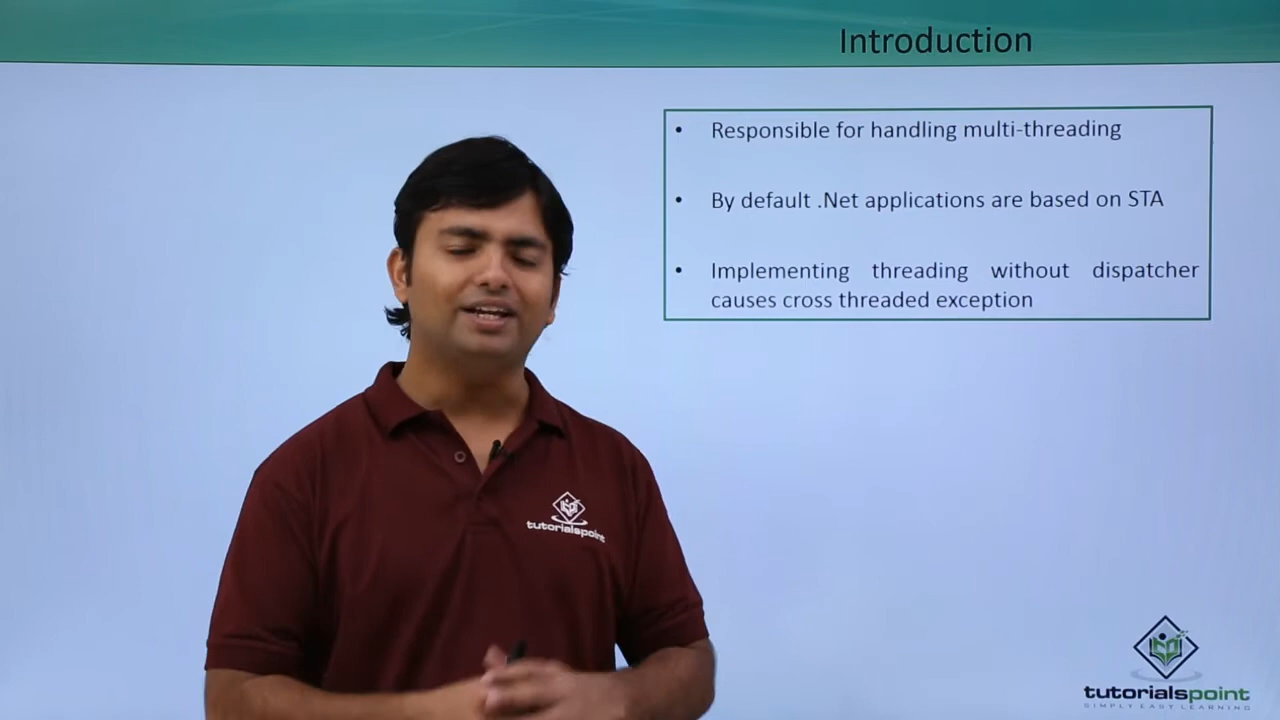 Introduction
• Responsible for handling multi-threading
• By default .Net applications are based on STA
• Implementing threading without dispatcher
causes cross threaded exception
tutorialspoint
tutorialspoint
SIMPLY EASY LEARNING